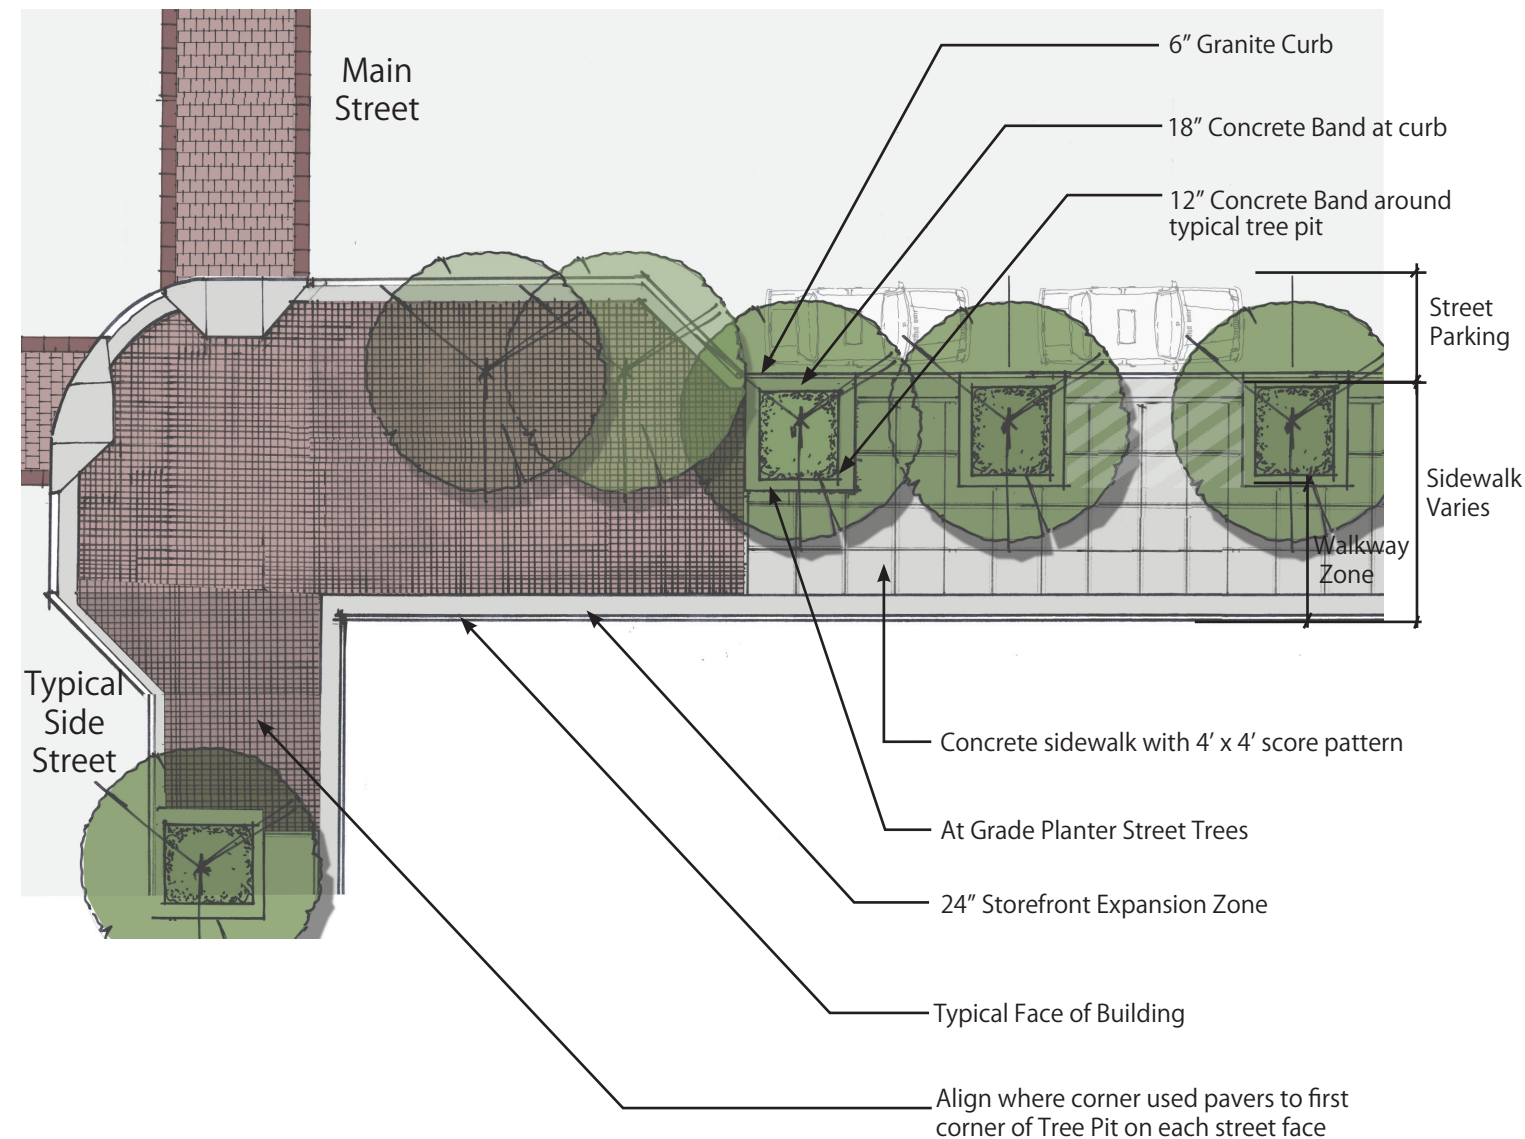 Main
Street
6” Granite Curb
18” Concrete Band at curb
12” Concrete Band around
typical tree pit
Street
Parking
Sidewalk
Varies
Walkway
Zone
Typical
Side
Street
Concrete sidewalk with 4’ x 4’ score pattern
At Grade Planter Street Trees
24” Storefront Expansion Zone
Typical Face of Building
Align where corner used pavers to first
corner of Tree Pit on each street face